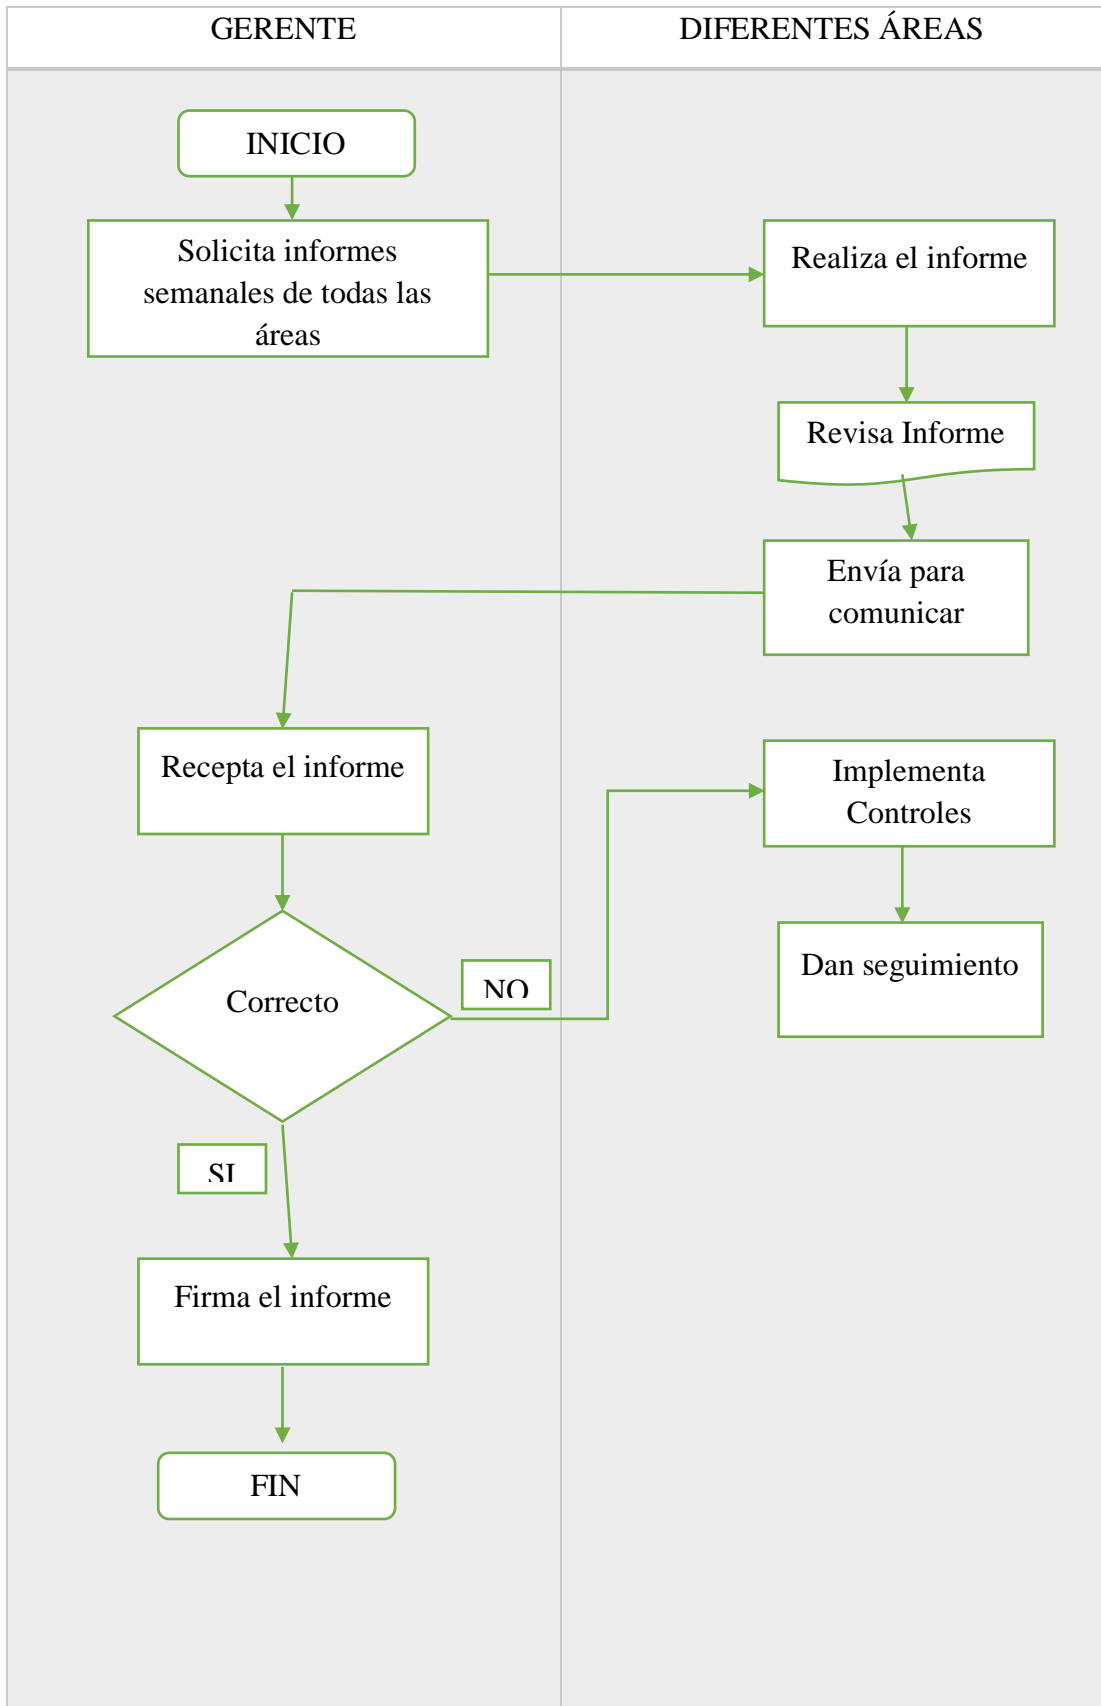 GERENTE
DIFERENTES ÁREAS
INICIO
Solicita informes
semanales de todas las
áreas
Realiza el informe
Revisa Informe
Envía para
comunicar
Recepta el informe
Implementa
Controles
Correcto
NO
Dan seguimiento
SI
Firma el informe
FIN